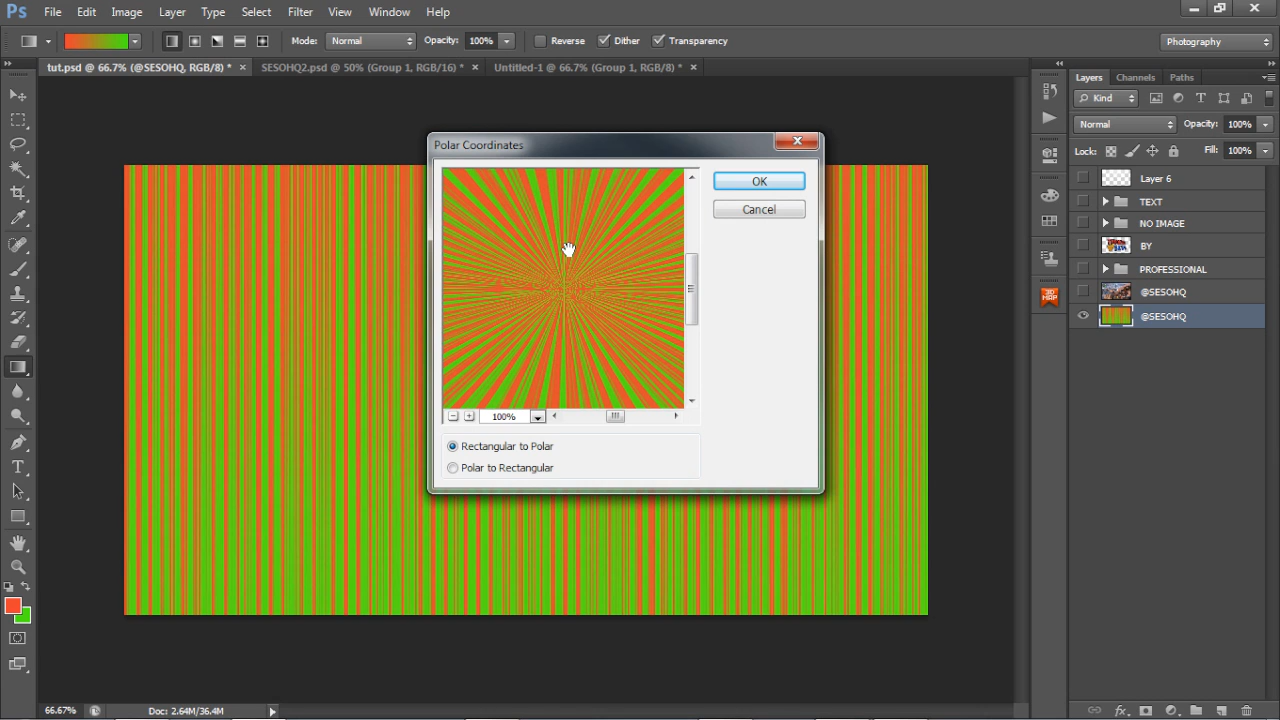 Ps File Edit Image Layer Type Select Filter View Window Help
Mode: Normal Opacity: 100% Reverse Dither Transparency Photography
tut.psd @ 66.7% (@SESOHQ, RGB/8) * × SESOHQ2.psd @ 50% (Group 1, RGB/16) * × Untitled-1 @ 66.7% (Group 1, RGB/8) * ×
Layers Channels Paths
Kind
Normal Opacity: 100%
Lock: Fill: 100%
Layer 6
TEXT
NO IMAGE
BY
PROFESSIONAL
@SESOHQ
@SESOHQ
3D
MAP
Polar Coordinates
OK
Cancel
100%
Rectangular to Polar
Polar to Rectangular
66.67% Doc: 2.64M/36.4M